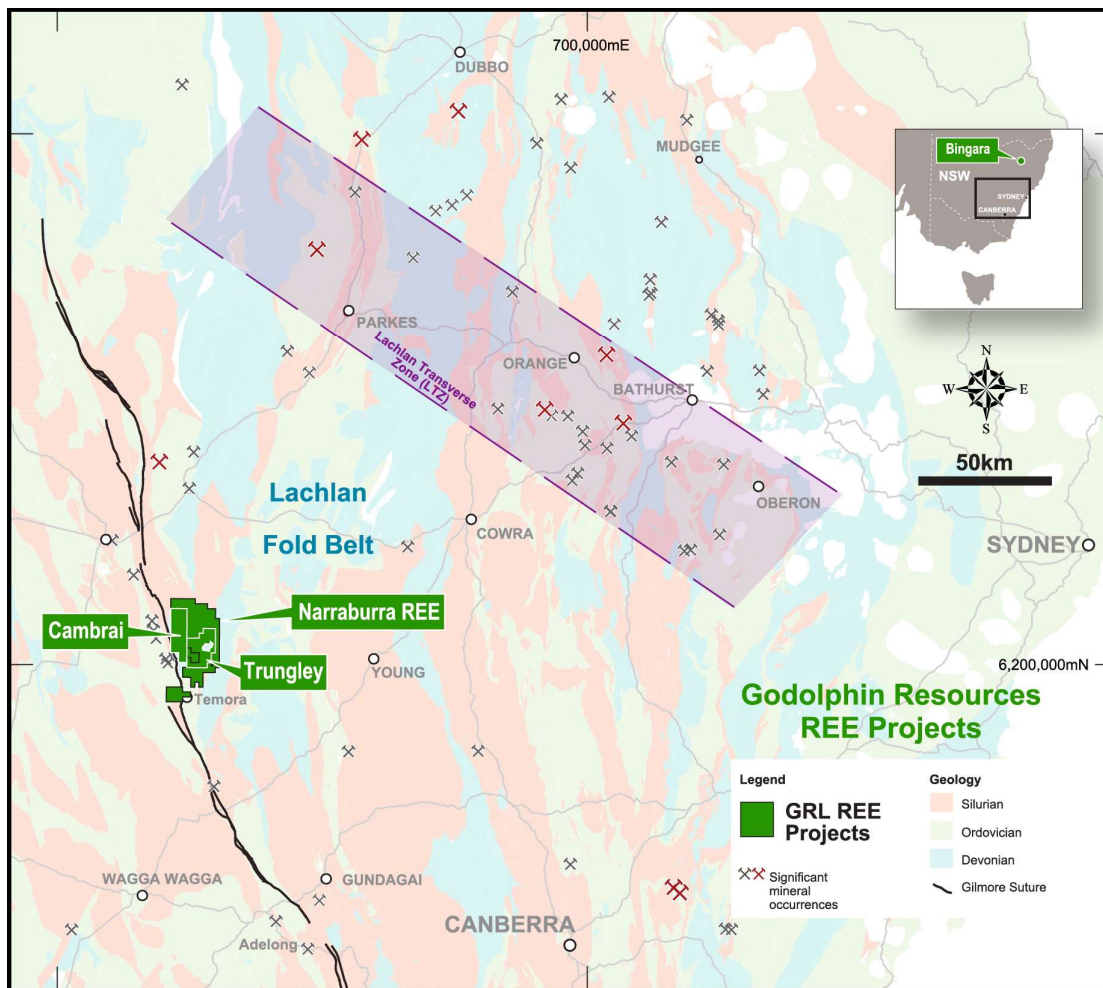 700,000mE
DUBBO
MUDGEE
Bingara
NSW
SYDNEY
CANBERRA
PARKES
Lachlan Transverse
Zone (LTZ)
ORANGE
BATHURST
N
W
E
S
50km
OBERON
Lachlan
Fold Belt
COWRA
SYDNEY
Narraburra REE
Cambrai
Trungley
YOUNG
6,200,000mN
Temora
Godolphin Resources
REE Projects
Legend
GRL REE
Projects
Significant
mineral
occurrences
Geology
Silurian
Ordovician
Devonian
Gilmore Suture
WAGGA WAGGA
GUNDAGAI
CANBERRA
Adelong